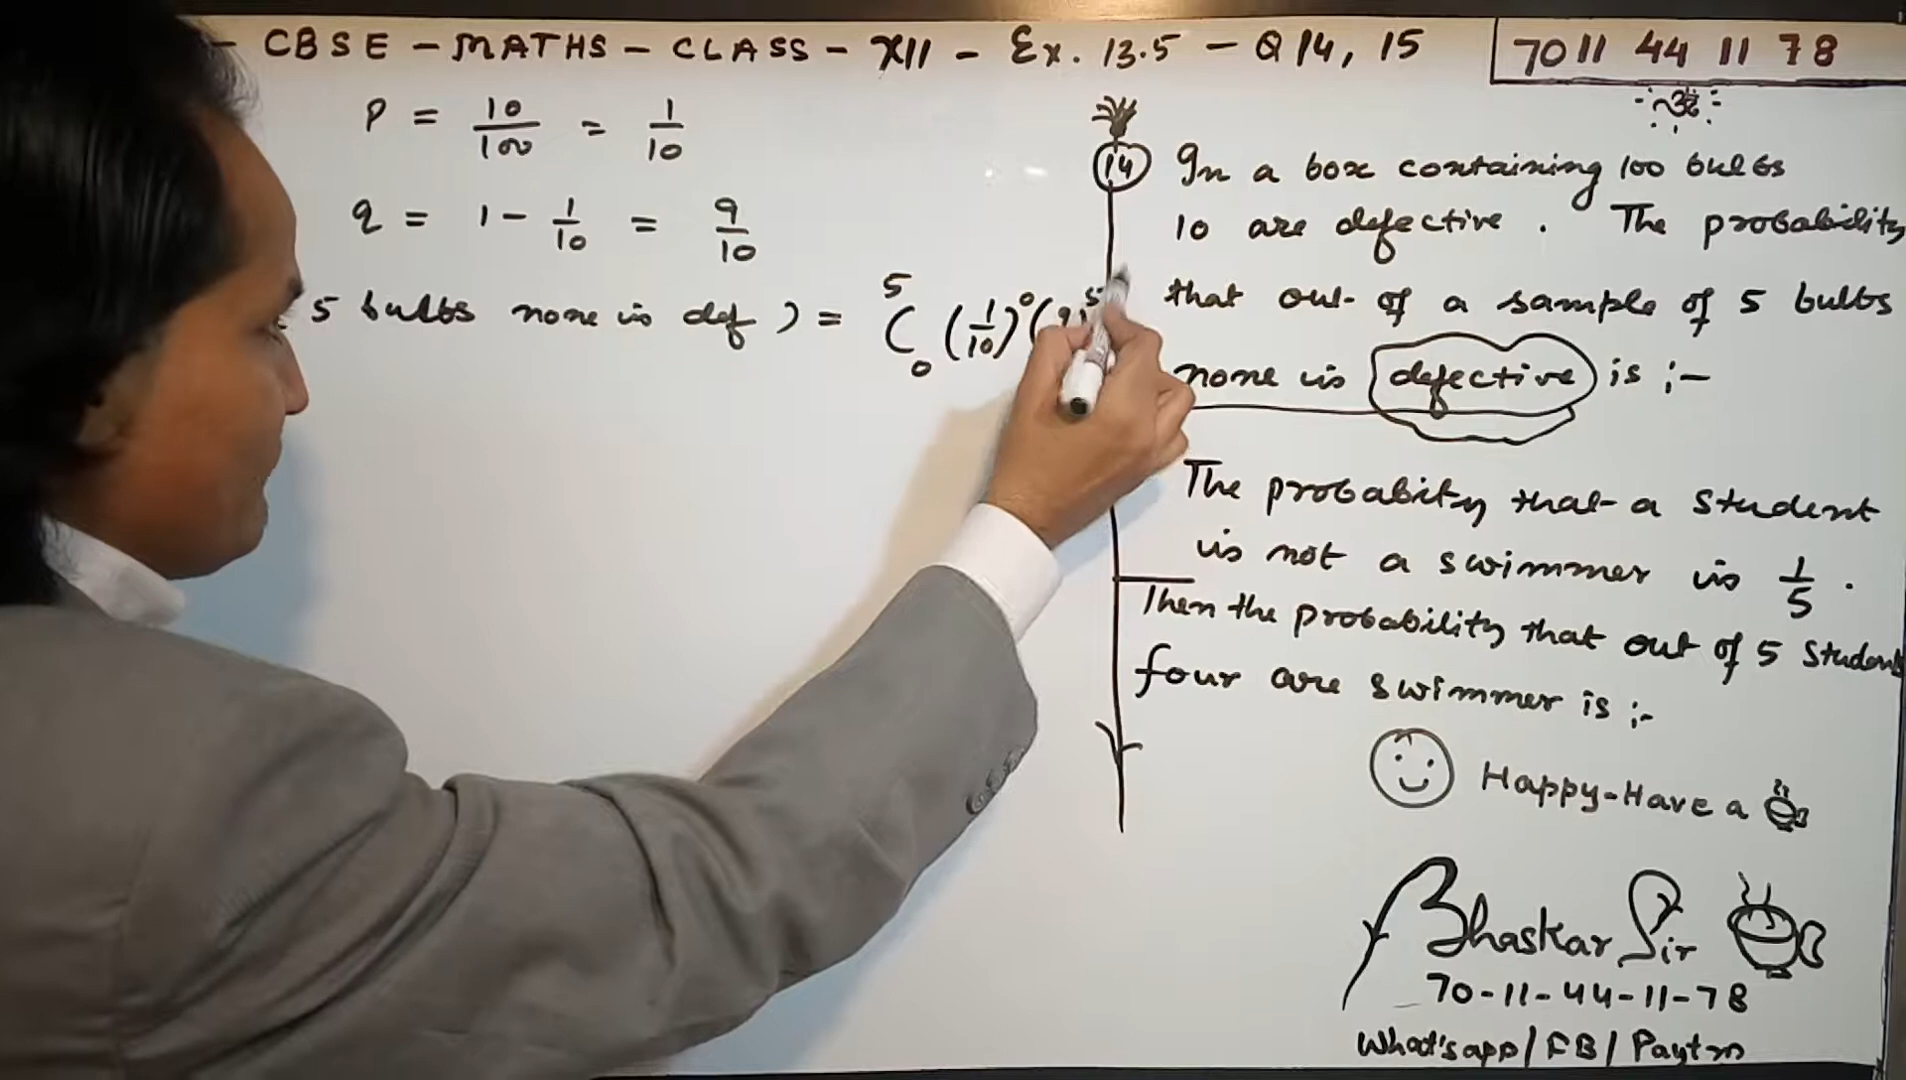 - CBSE - MATHS - CLASS - XII - Ex. 13.5 - Q 14, 15
7011 44 11 78
P = 10/100 = 1/10
q = 1 - 1/10 = 9/10
5 bulbs none is def ) = 5C0 (1/10)^0 (9
14 In a box containing 100 bulbs
10 are defective . The probability
that out of a sample of 5 bulbs
none is defective is :-
The probability that a student
is not a swimmer is 1/5 .
Then the probability that out of 5 Students
four are swimmer is :-
Happy-Have a
Bhaskar Sir
70-11-44-11-78
What'sapp/FB/Paytm